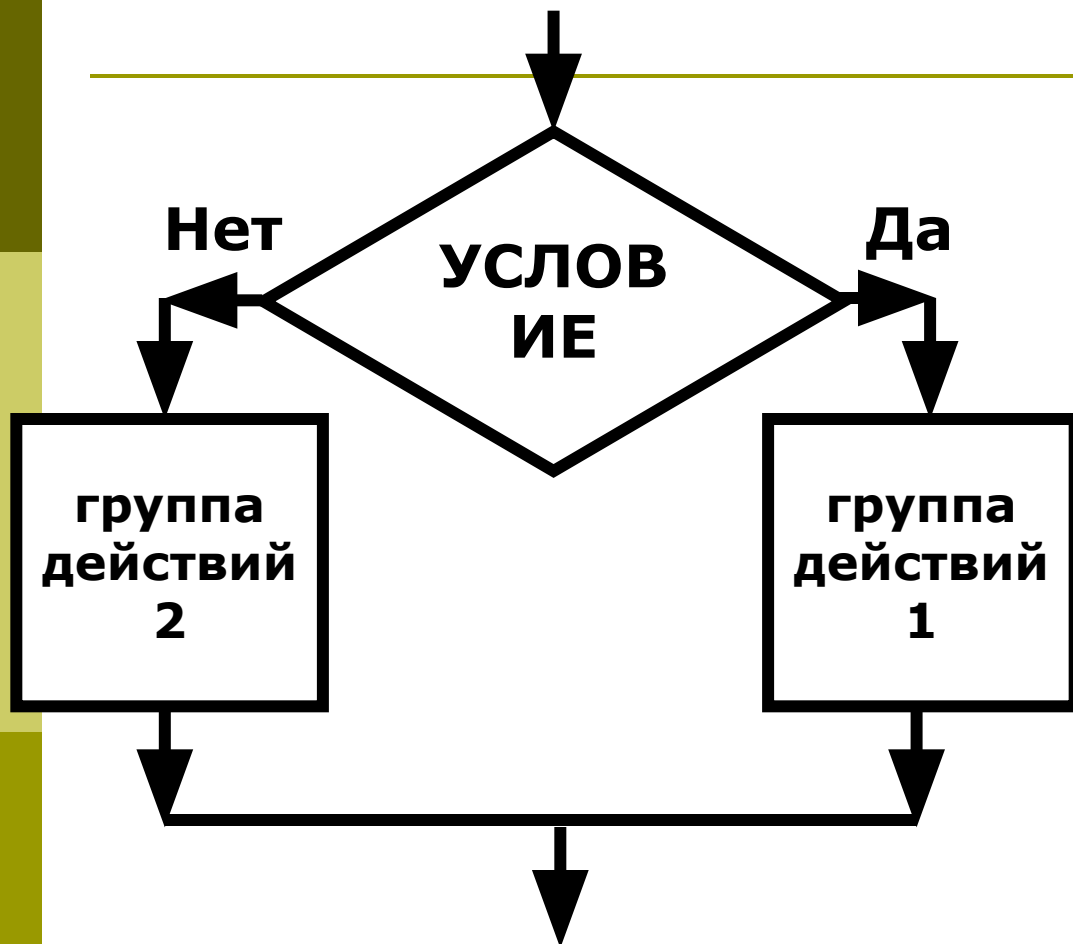 Нет
Да
УСЛОВ
ИЕ
группа
действий
2
группа
действий
1